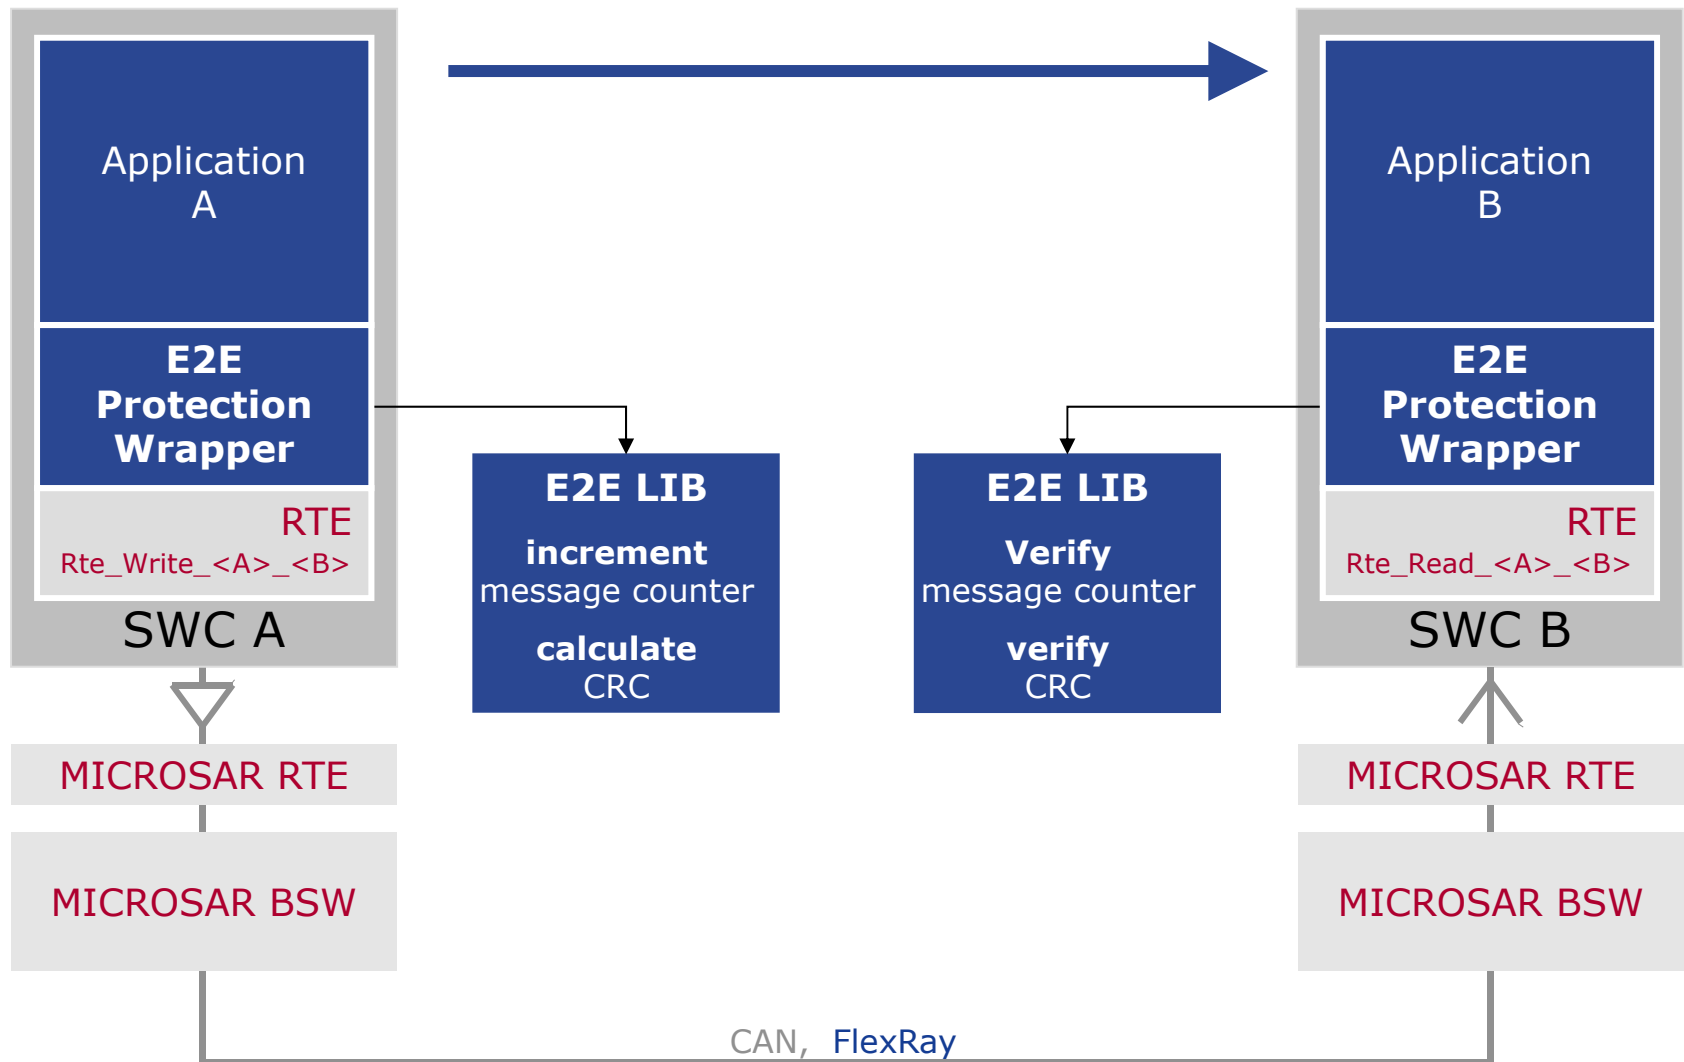 Application
A
E2E
Protection
Wrapper
RTE
Rte_Write_<A>_<B>
SWC A
MICROSAR RTE
MICROSAR BSW
E2E LIB
increment
message counter
calculate
CRC
E2E LIB
Verify
message counter
verify
CRC
Application
B
E2E
Protection
Wrapper
RTE
Rte_Read_<A>_<B>
SWC B
MICROSAR RTE
MICROSAR BSW
CAN, FlexRay